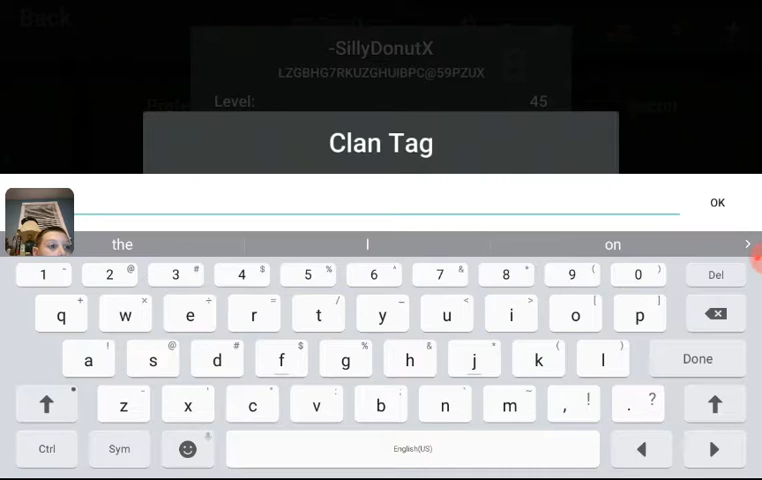 Back
-SillyDonutX
LZGBHG7RKUZGHUIBPC@59PZUX
Level: 45
Clan Tag
OK
the I on
1 - 2 @ 3 # 4 $ 5 % 6 ^ 7 & 8 * 9 ( 0 ) Del
q + w × e ÷ r = t / y _ u < i > o [ p ]
a ! s @ d # f $ g % h & j * k ( l ) Done
z - x ' c " v : b ; n , m ~ , ! . ?
Ctrl Sym English(US)